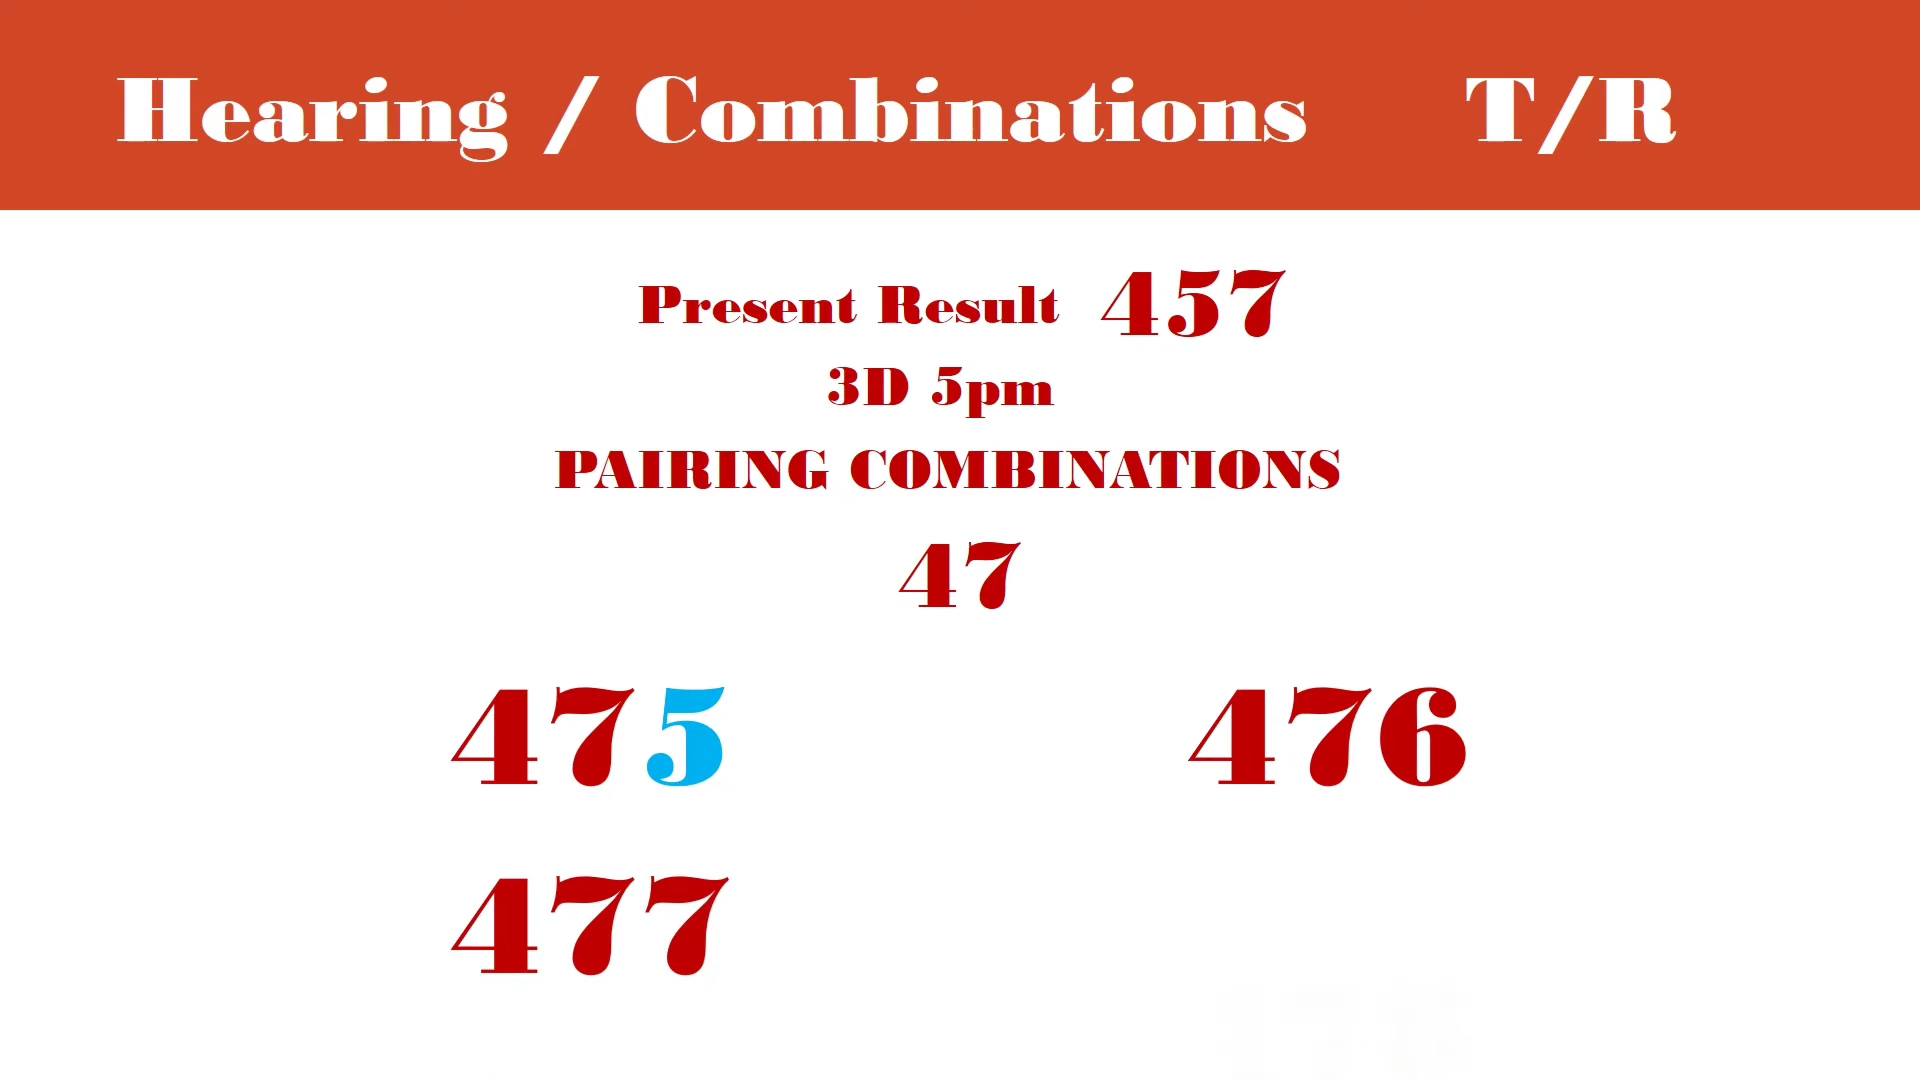 Hearing / Combinations T/R
Present Result 457
3D 5pm
PAIRING COMBINATIONS
47
475 476
477